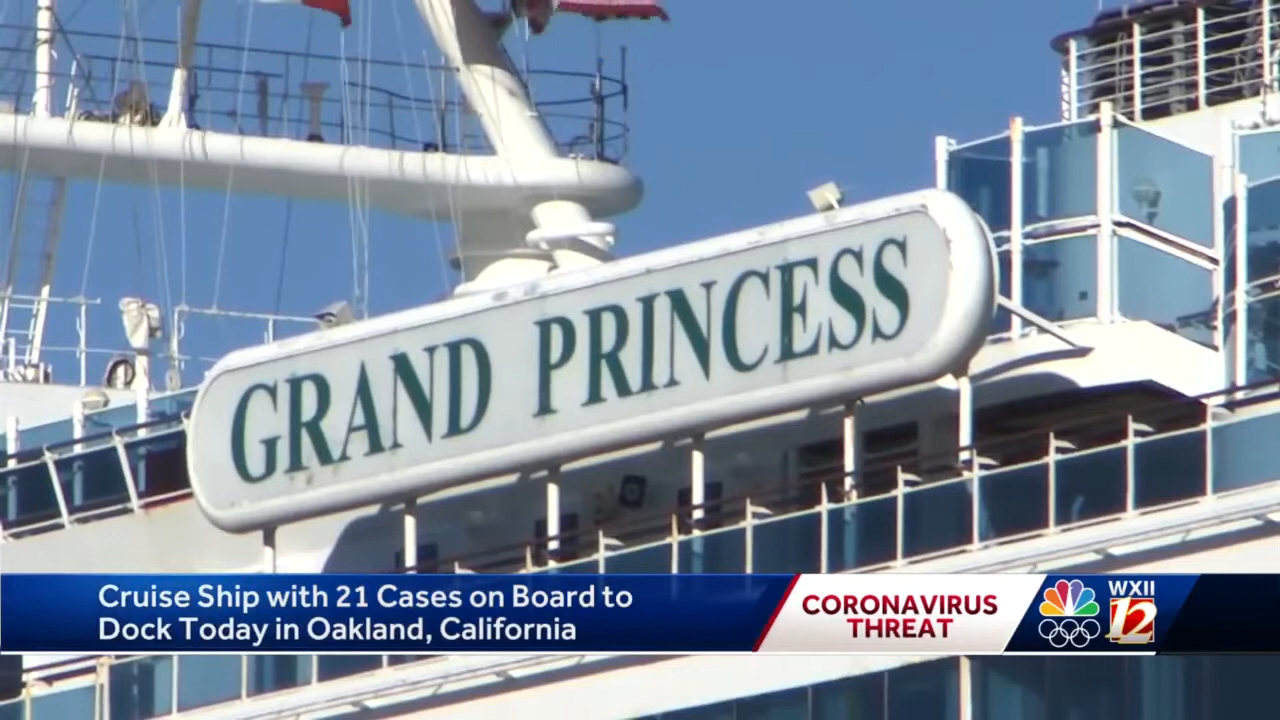 GRAND PRINCESS
Cruise Ship with 21 Cases on Board to
Dock Today in Oakland, California
CORONAVIRUS
THREAT
WXII
12